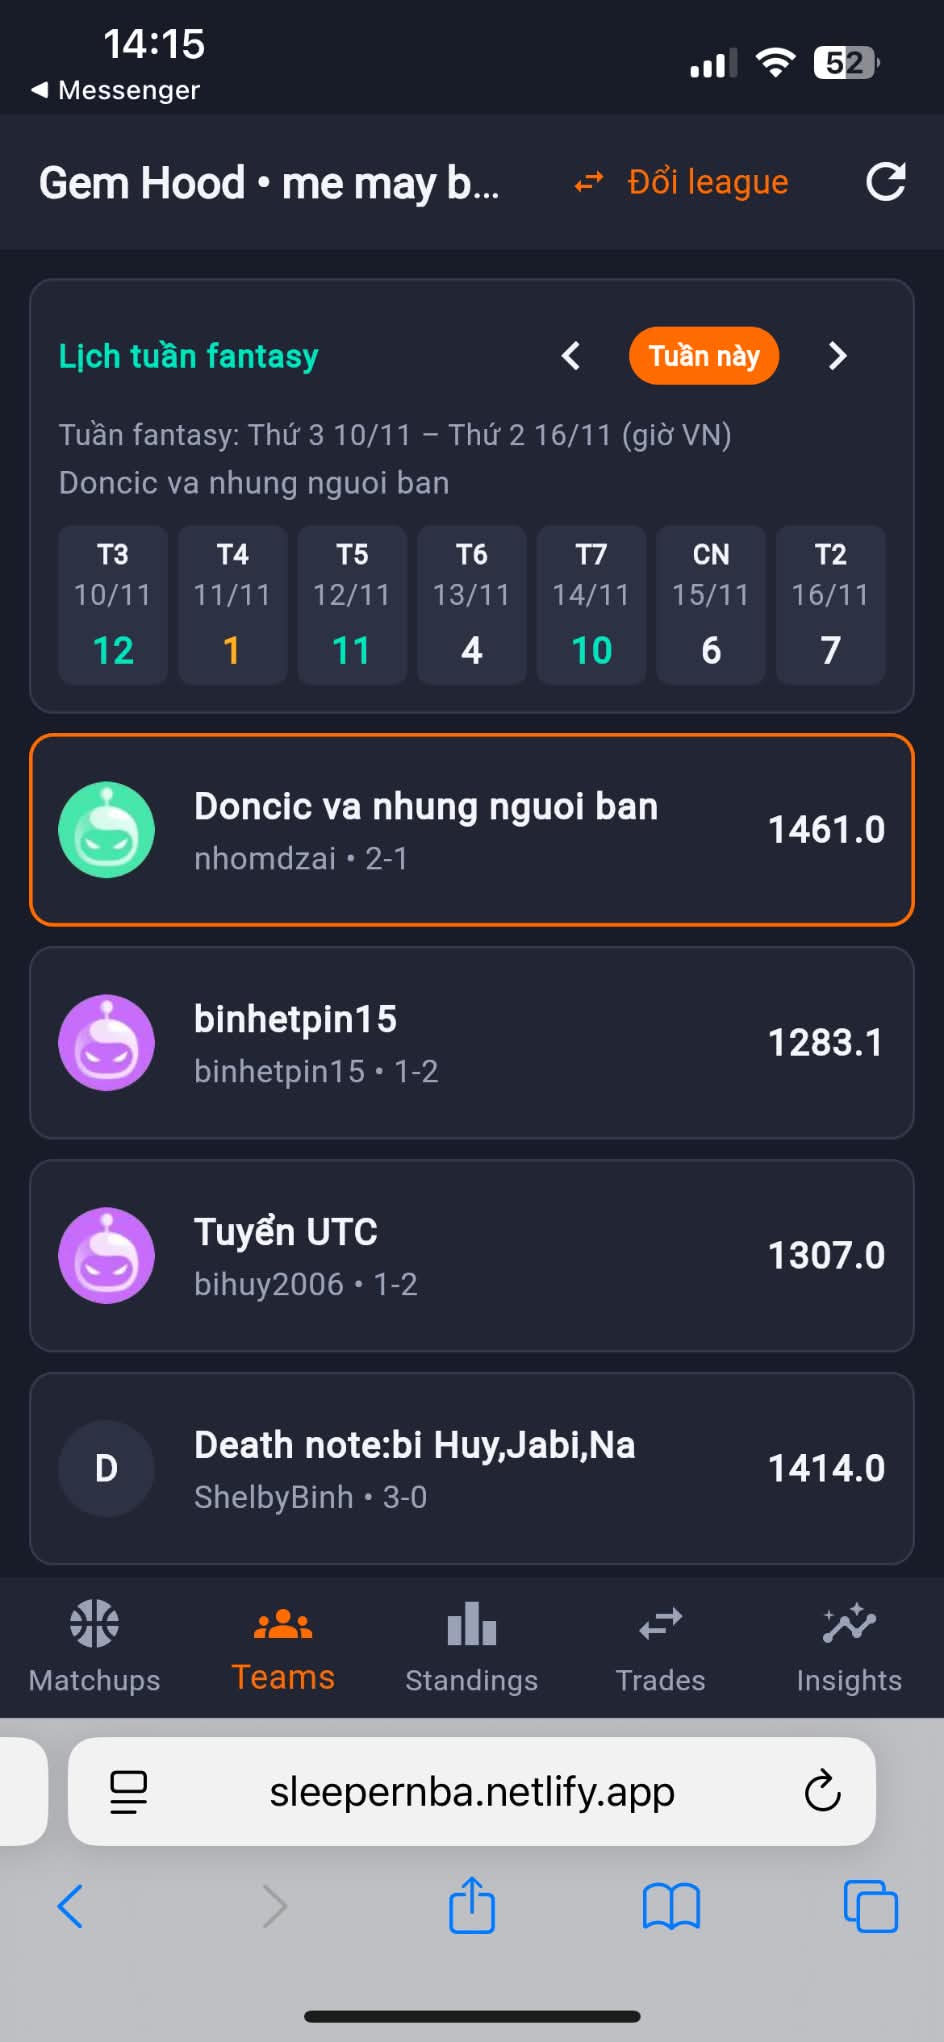 14:15
52
◀ Messenger
Gem Hood • me may b...
Đổi league
Lịch tuần fantasy
Tuần này
Tuần fantasy: Thứ 3 10/11 – Thứ 2 16/11 (giờ VN)
Doncic va nhung nguoi ban
T3 T4 T5 T6 T7 CN T2
10/11 11/11 12/11 13/11 14/11 15/11 16/11
12 1 11 4 10 6 7
Doncic va nhung nguoi ban
nhomdzai • 2-1
1461.0
binhetpin15
binhetpin15 • 1-2
1283.1
Tuyển UTC
bihuy2006 • 1-2
1307.0
D
Death note:bi Huy,Jabi,Na
ShelbyBinh • 3-0
1414.0
Matchups Teams Standings Trades Insights
sleepernba.netlify.app